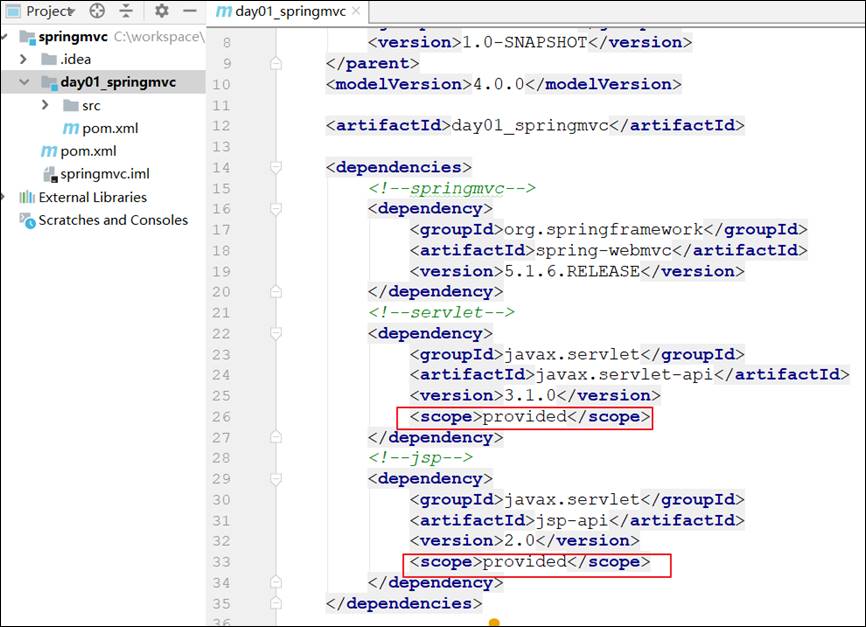 Project
springmvc C:\workspace\
.idea
day01_springmvc
src
pom.xml
pom.xml
springmvc.iml
External Libraries
Scratches and Consoles
day01_springmvc
8 <version>1.0-SNAPSHOT</version>
9 </parent>
10 <modelVersion>4.0.0</modelVersion>
11
12 <artifactId>day01_springmvc</artifactId>
13
14 <dependencies>
15 <!--springmvc-->
16 <dependency>
17 <groupId>org.springframework</groupId>
18 <artifactId>spring-webmvc</artifactId>
19 <version>5.1.6.RELEASE</version>
20 </dependency>
21 <!--servlet-->
22 <dependency>
23 <groupId>javax.servlet</groupId>
24 <artifactId>javax.servlet-api</artifactId>
25 <version>3.1.0</version>
26 <scope>provided</scope>
27 </dependency>
28 <!--jsp-->
29 <dependency>
30 <groupId>javax.servlet</groupId>
31 <artifactId>jsp-api</artifactId>
32 <version>2.0</version>
33 <scope>provided</scope>
34 </dependency>
35 </dependencies>
36